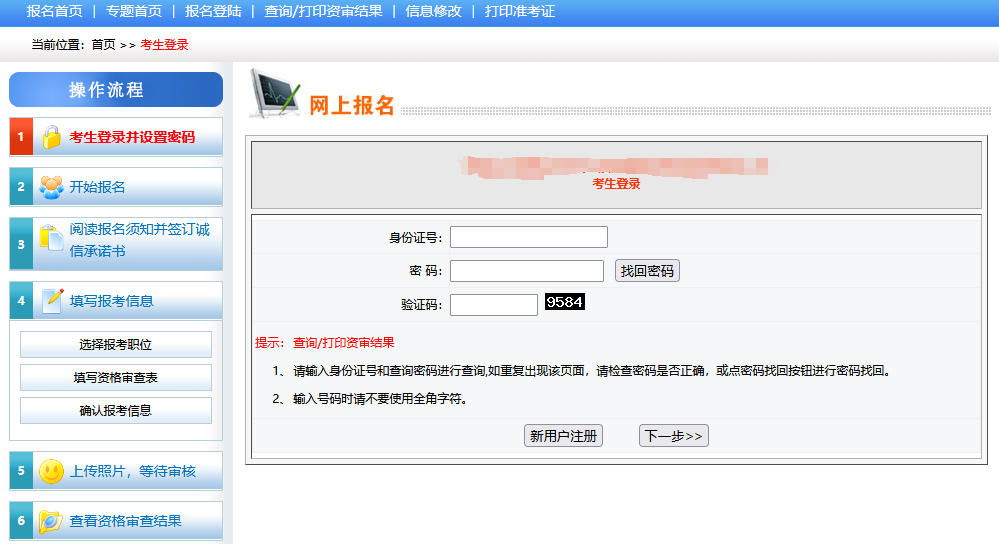 报名首页 | 专题首页 | 报名登陆 | 查询/打印资审结果 | 信息修改 | 打印准考证
当前位置：首页 >> 考生登录
操作流程
1 考生登录并设置密码
2 开始报名
3 阅读报名须知并签订诚
信承诺书
4 填写报考信息
选择报考职位
填写资格审查表
确认报考信息
5 上传照片，等待审核
6 查看资格审查结果
网上报名
考生登录
身份证号：
密 码： 找回密码
验证码： 9584
提示： 查询/打印资审结果
1、 请输入身份证号和查询密码进行查询,如重复出现该页面，请检查密码是否正确，或点密码找回按钮进行密码找回。
2、 输入号码时请不要使用全角字符。
新用户注册 下一步>>